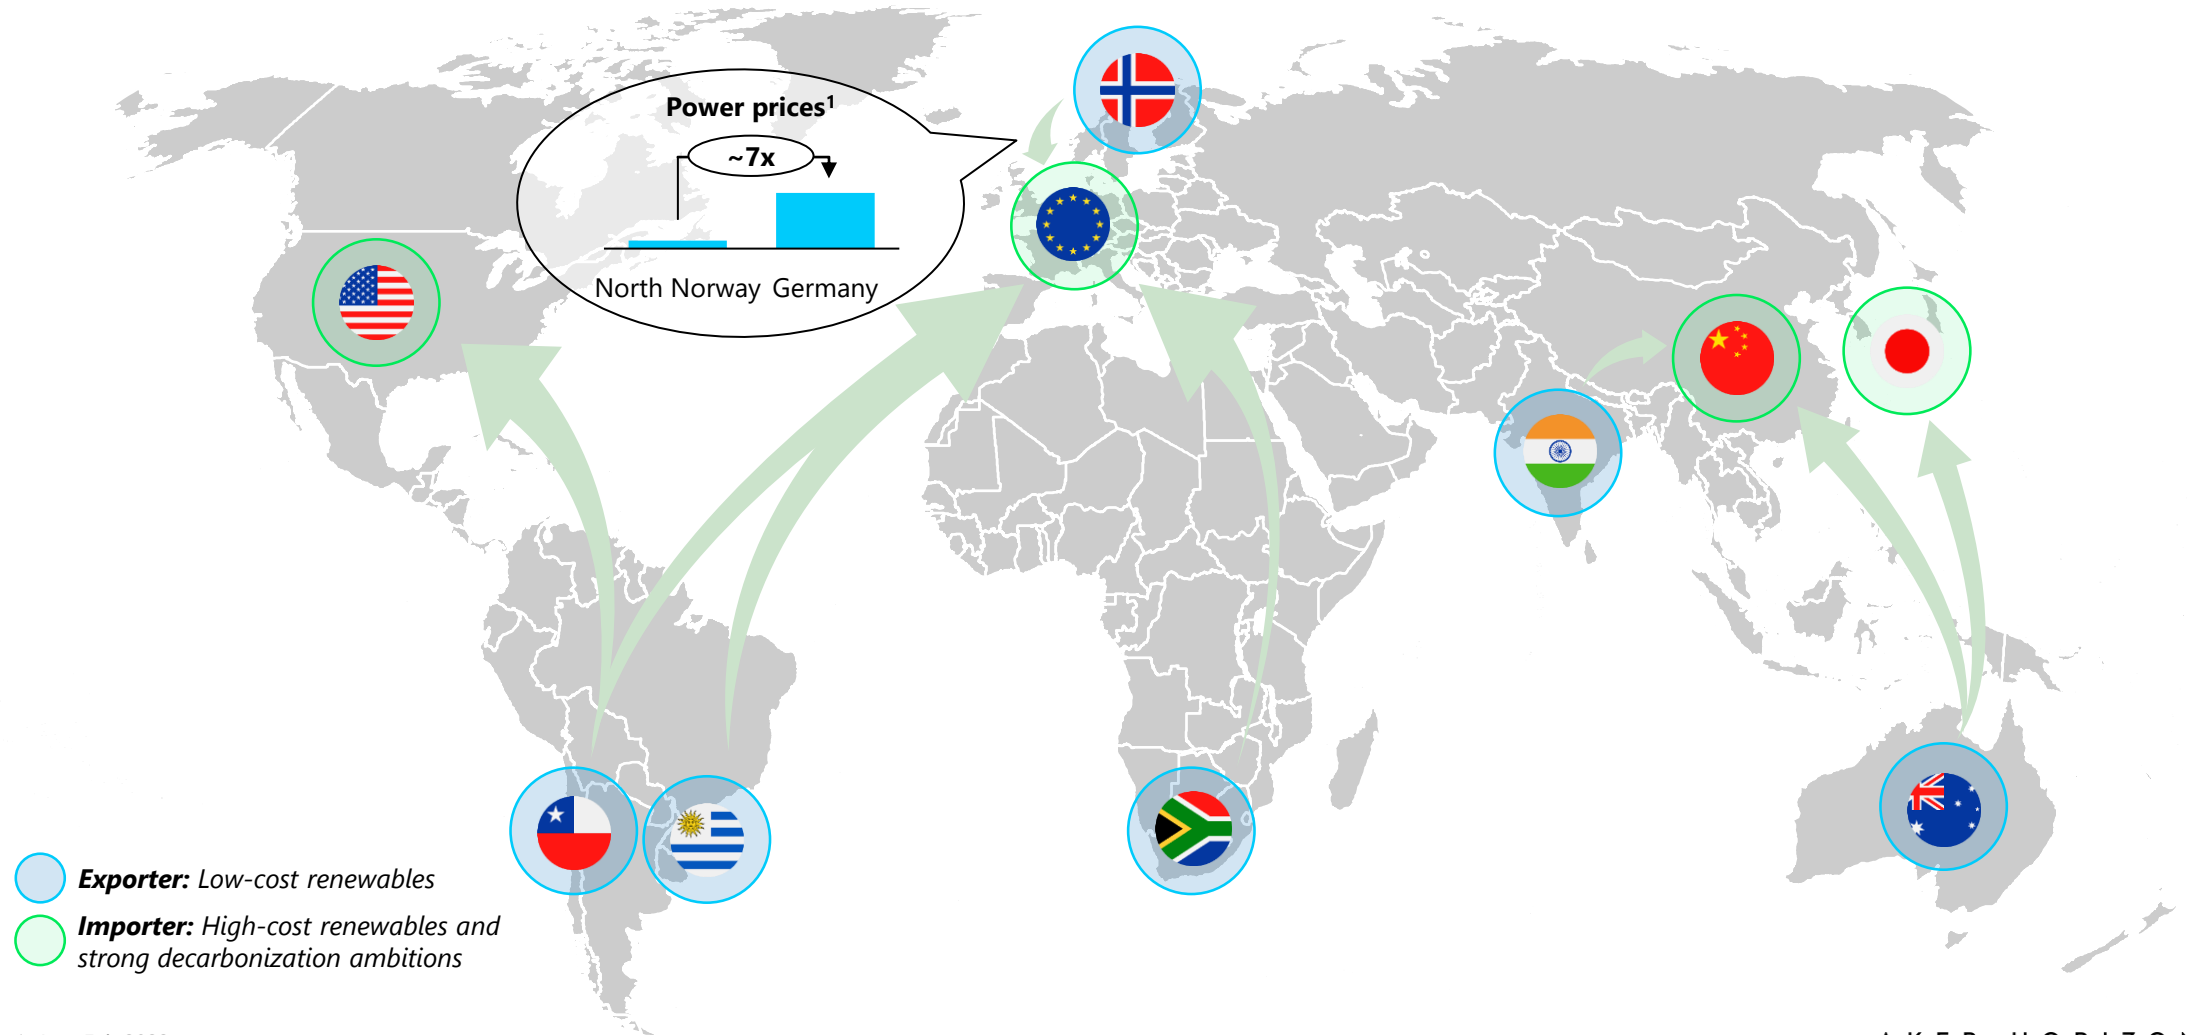 Power prices¹
~7x
North Norway Germany
Exporter: Low-cost renewables
Importer: High-cost renewables and
strong decarbonization ambitions